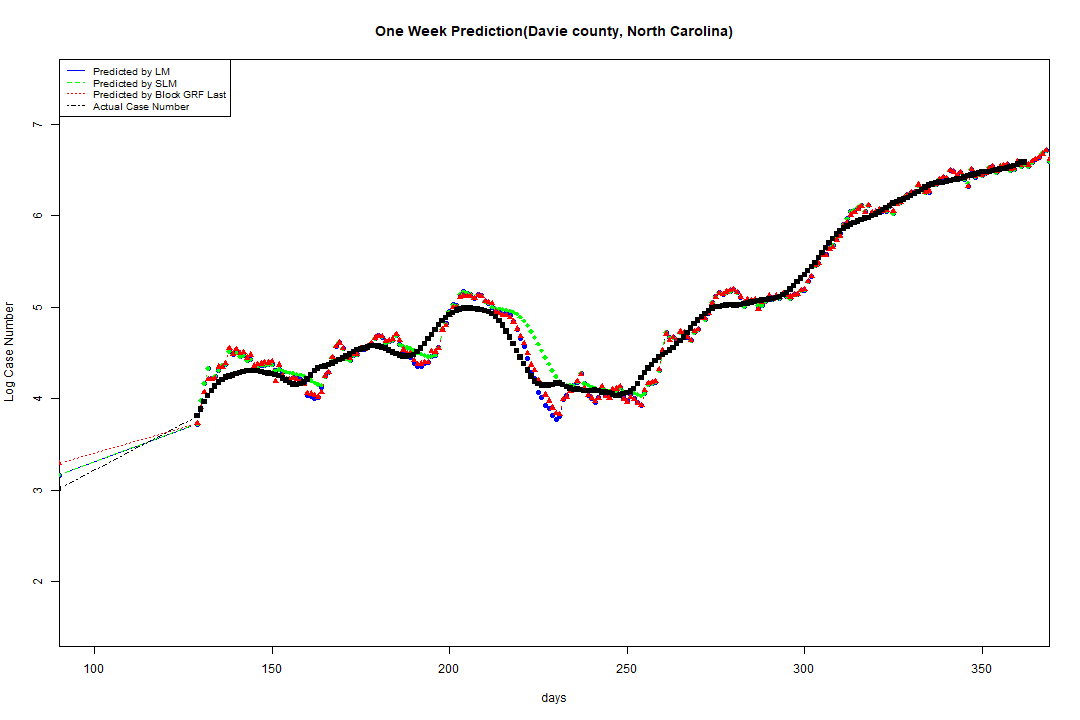 One Week Prediction(Davie county, North Carolina)
Predicted by LM
Predicted by SLM
Predicted by Block GRF Last
Actual Case Number
Log Case Number
7
6
5
4
3
2
100 150 200 250 300 350
days